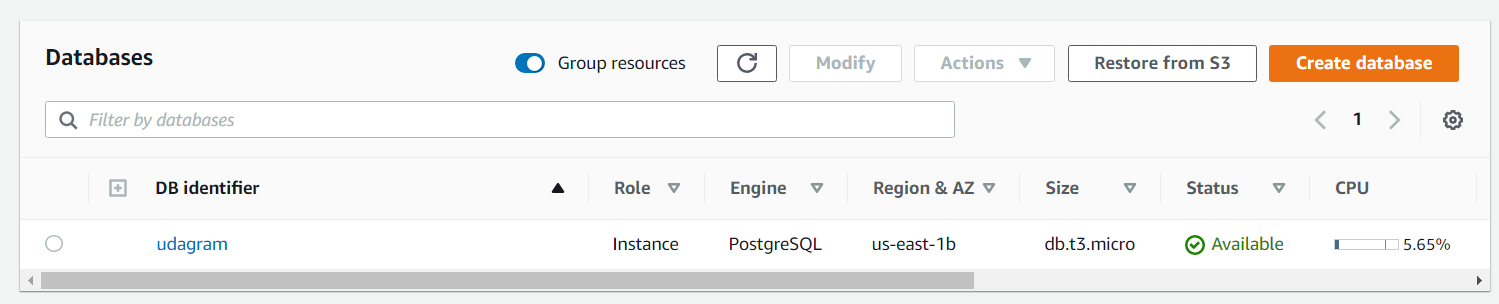 Databases
Group resources
Modify
Actions
Restore from S3
Create database
Filter by databases
1
DB identifier Role Engine Region & AZ Size Status CPU
udagram Instance PostgreSQL us-east-1b db.t3.micro Available 5.65%